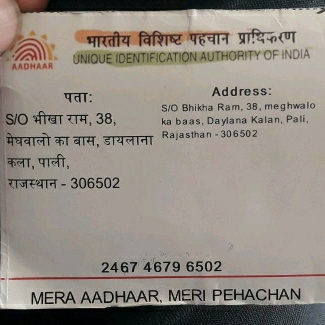 AADHAAR
भारतीय विशिष्ट पहचान प्राधिकरण
UNIQUE IDENTIFICATION AUTHORITY OF INDIA
पता:
S/O भीखा राम, 38,
मेघवालो का बास, डायलाना
कला, पाली,
राजस्थान - 306502
Address:
S/O Bhikha Ram, 38, meghwalo
ka baas, Daylana Kalan, Pali,
Rajasthan - 306502
2467 4679 6502
MERA AADHAAR, MERI PEHACHAN